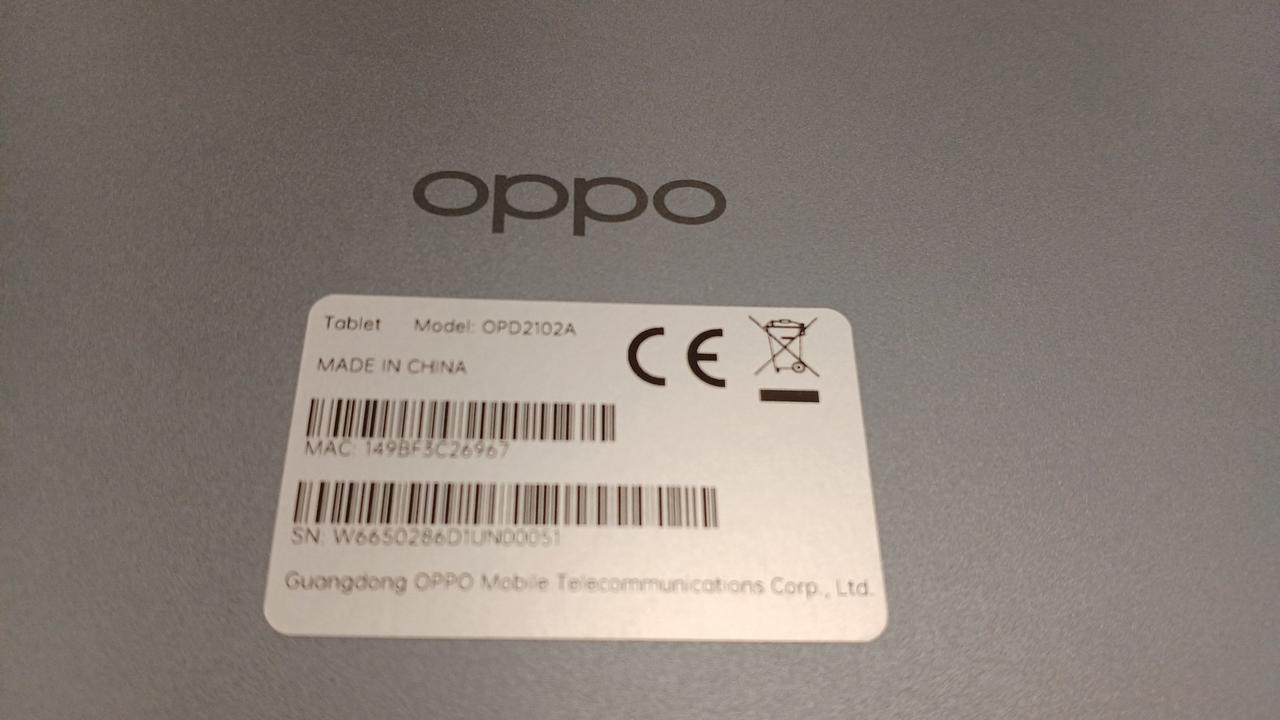 oppo
Tablet Model: OPD2102A
MADE IN CHINA
CE
MAC: 149BF3C26967
SN: W6650286D1UN00051
Guangdong OPPO Mobile Telecommunications Corp., Ltd.